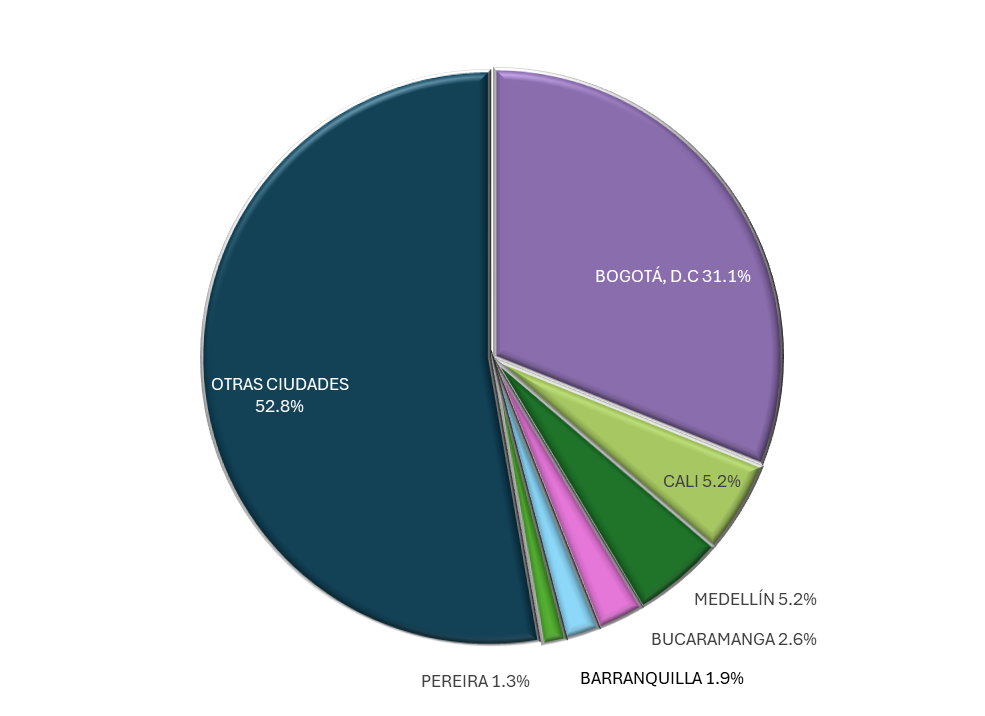 BOGOTÁ, D.C 31.1%
OTRAS CIUDADES
52.8%
CALI 5.2%
MEDELLÍN 5.2%
BUCARAMANGA 2.6%
BARRANQUILLA 1.9%
PEREIRA 1.3%